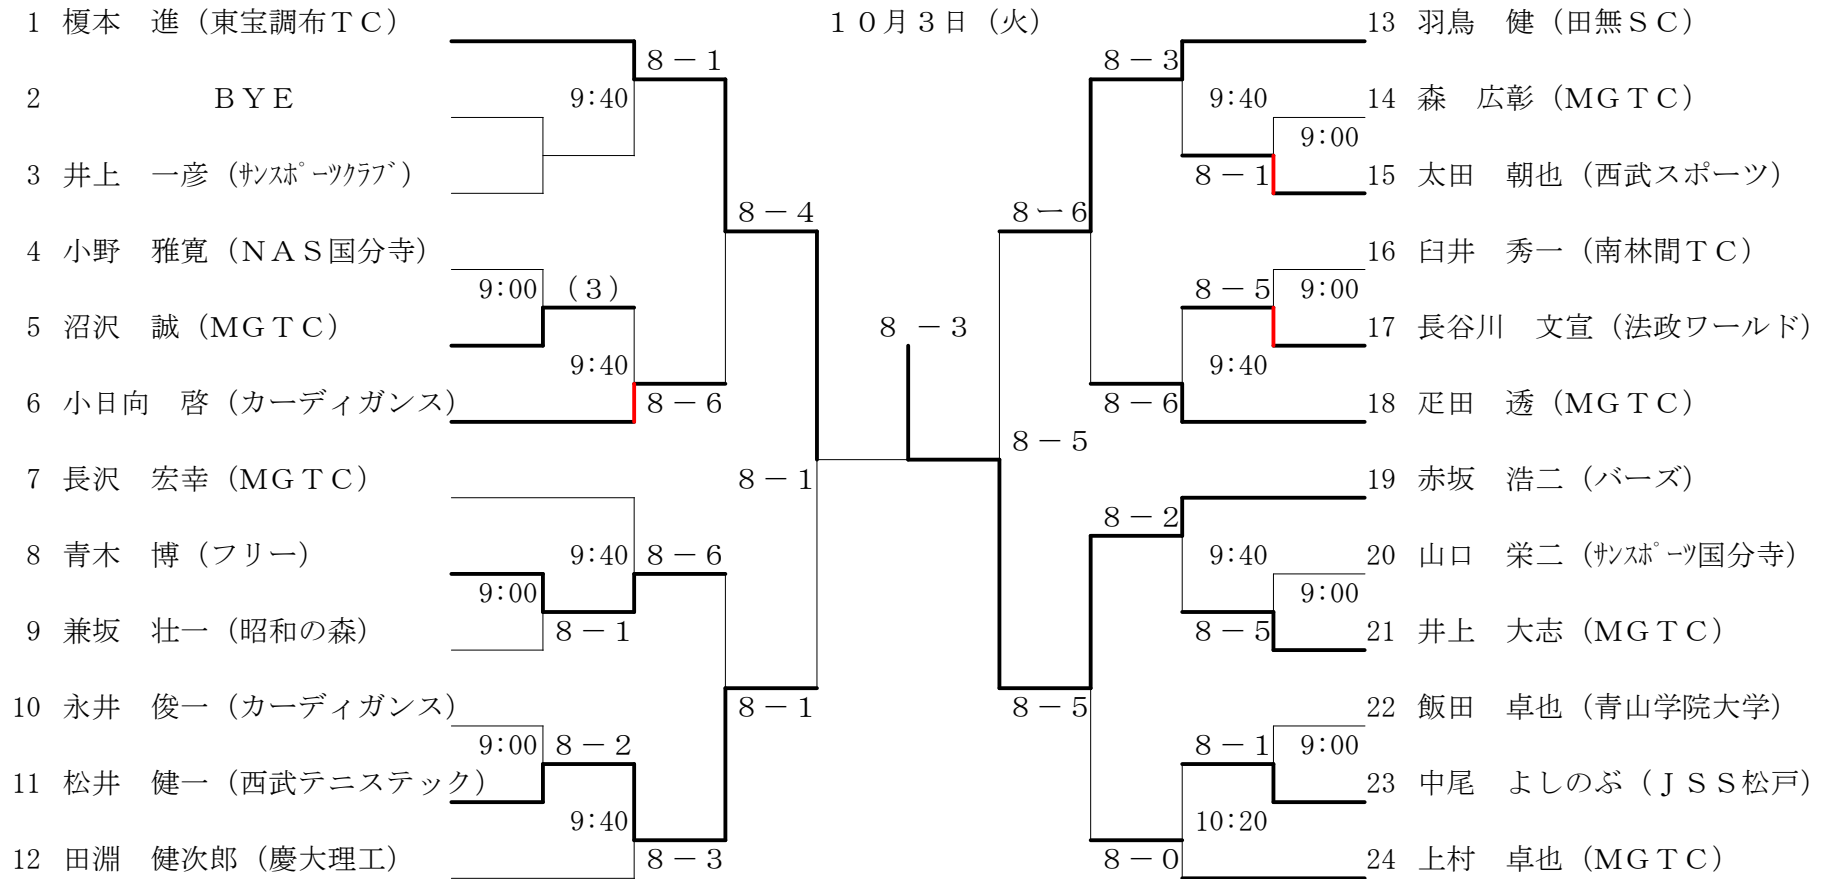 １０月３日（火）
1 榎本　進（東宝調布ＴＣ）
８－１
2 ＢＹＥ
9:40
3 井上　一彦（ｻﾝｽﾎﾟｰﾂｸﾗﾌﾞ）
８－４
4 小野　雅寛（ＮＡＳ国分寺）
9:00 （３）
5 沼沢　誠（ＭＧＴＣ）
9:40
6 小日向　啓（カーディガンス）
８－６
7 長沢　宏幸（ＭＧＴＣ）
８－１
8 青木　博（フリー）
9:40 ８－６
9:00
9 兼坂　壮一（昭和の森）
８－１
10 永井　俊一（カーディガンス）
８－１
9:00 ８－２
11 松井　健一（西武テニステック）
9:40
12 田淵　健次郎（慶大理工）
８－３
８ －３
13 羽鳥　健（田無ＳＣ）
８－３
14 森　広彰（ＭＧＴＣ）
9:40
9:00
15 太田　朝也（西武スポーツ）
８－１
８－６
16 臼井　秀一（南林間ＴＣ）
８－５ 9:00
17 長谷川　文宣（法政ワールド）
9:40
18 疋田　透（ＭＧＴＣ）
８－６
８－５
19 赤坂　浩二（バーズ）
８－２
20 山口　栄二（ｻﾝｽﾎﾟｰﾂ国分寺）
9:40
9:00
21 井上　大志（ＭＧＴＣ）
８－５
22 飯田　卓也（青山学院大学）
８－５
８－１ 9:00
23 中尾　よしのぶ（ＪＳＳ松戸）
10:20
24 上村　卓也（ＭＧＴＣ）
８－０